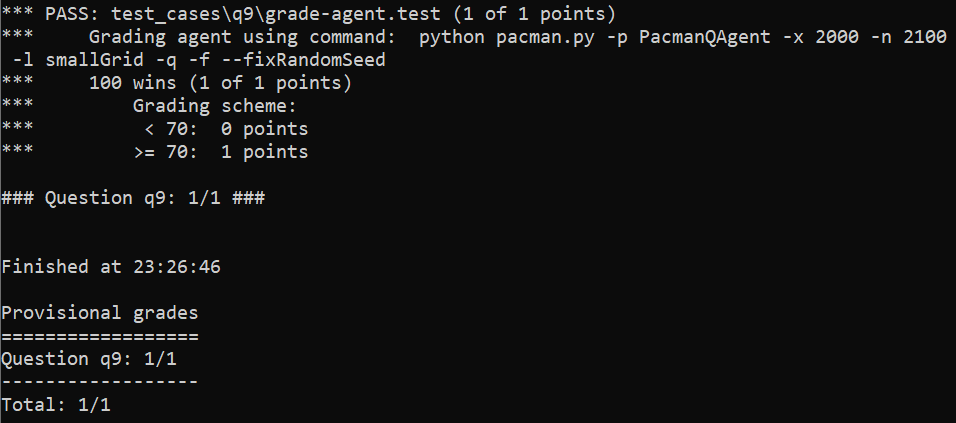 *** PASS: test_cases\q9\grade-agent.test (1 of 1 points)
***     Grading agent using command:  python pacman.py -p PacmanQAgent -x 2000 -n 2100
 -l smallGrid -q -f --fixRandomSeed
***     100 wins (1 of 1 points)
***         Grading scheme:
***          < 70:  0 points
***         >= 70:  1 points
### Question q9: 1/1 ###
Finished at 23:26:46
Provisional grades
==================
Question q9: 1/1
------------------
Total: 1/1